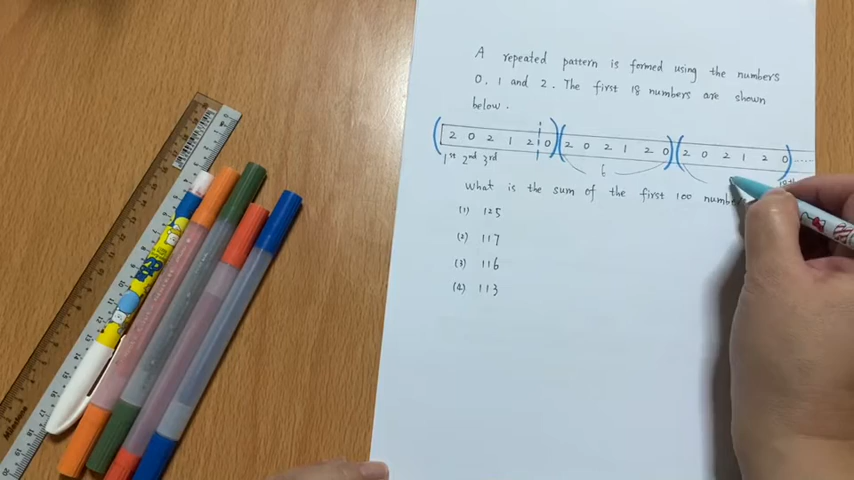 A repeated pattern is formed using the numbers
0, 1 and 2. The first 18 numbers are shown
below.
(2 0 2 1 2 0)(2 0 2 1 2 0)(2 0 2 1 2 0).....
1st 2nd 3rd 6 18th
What is the sum of the first 100
(1) 125
(2) 117
(3) 116
(4) 113